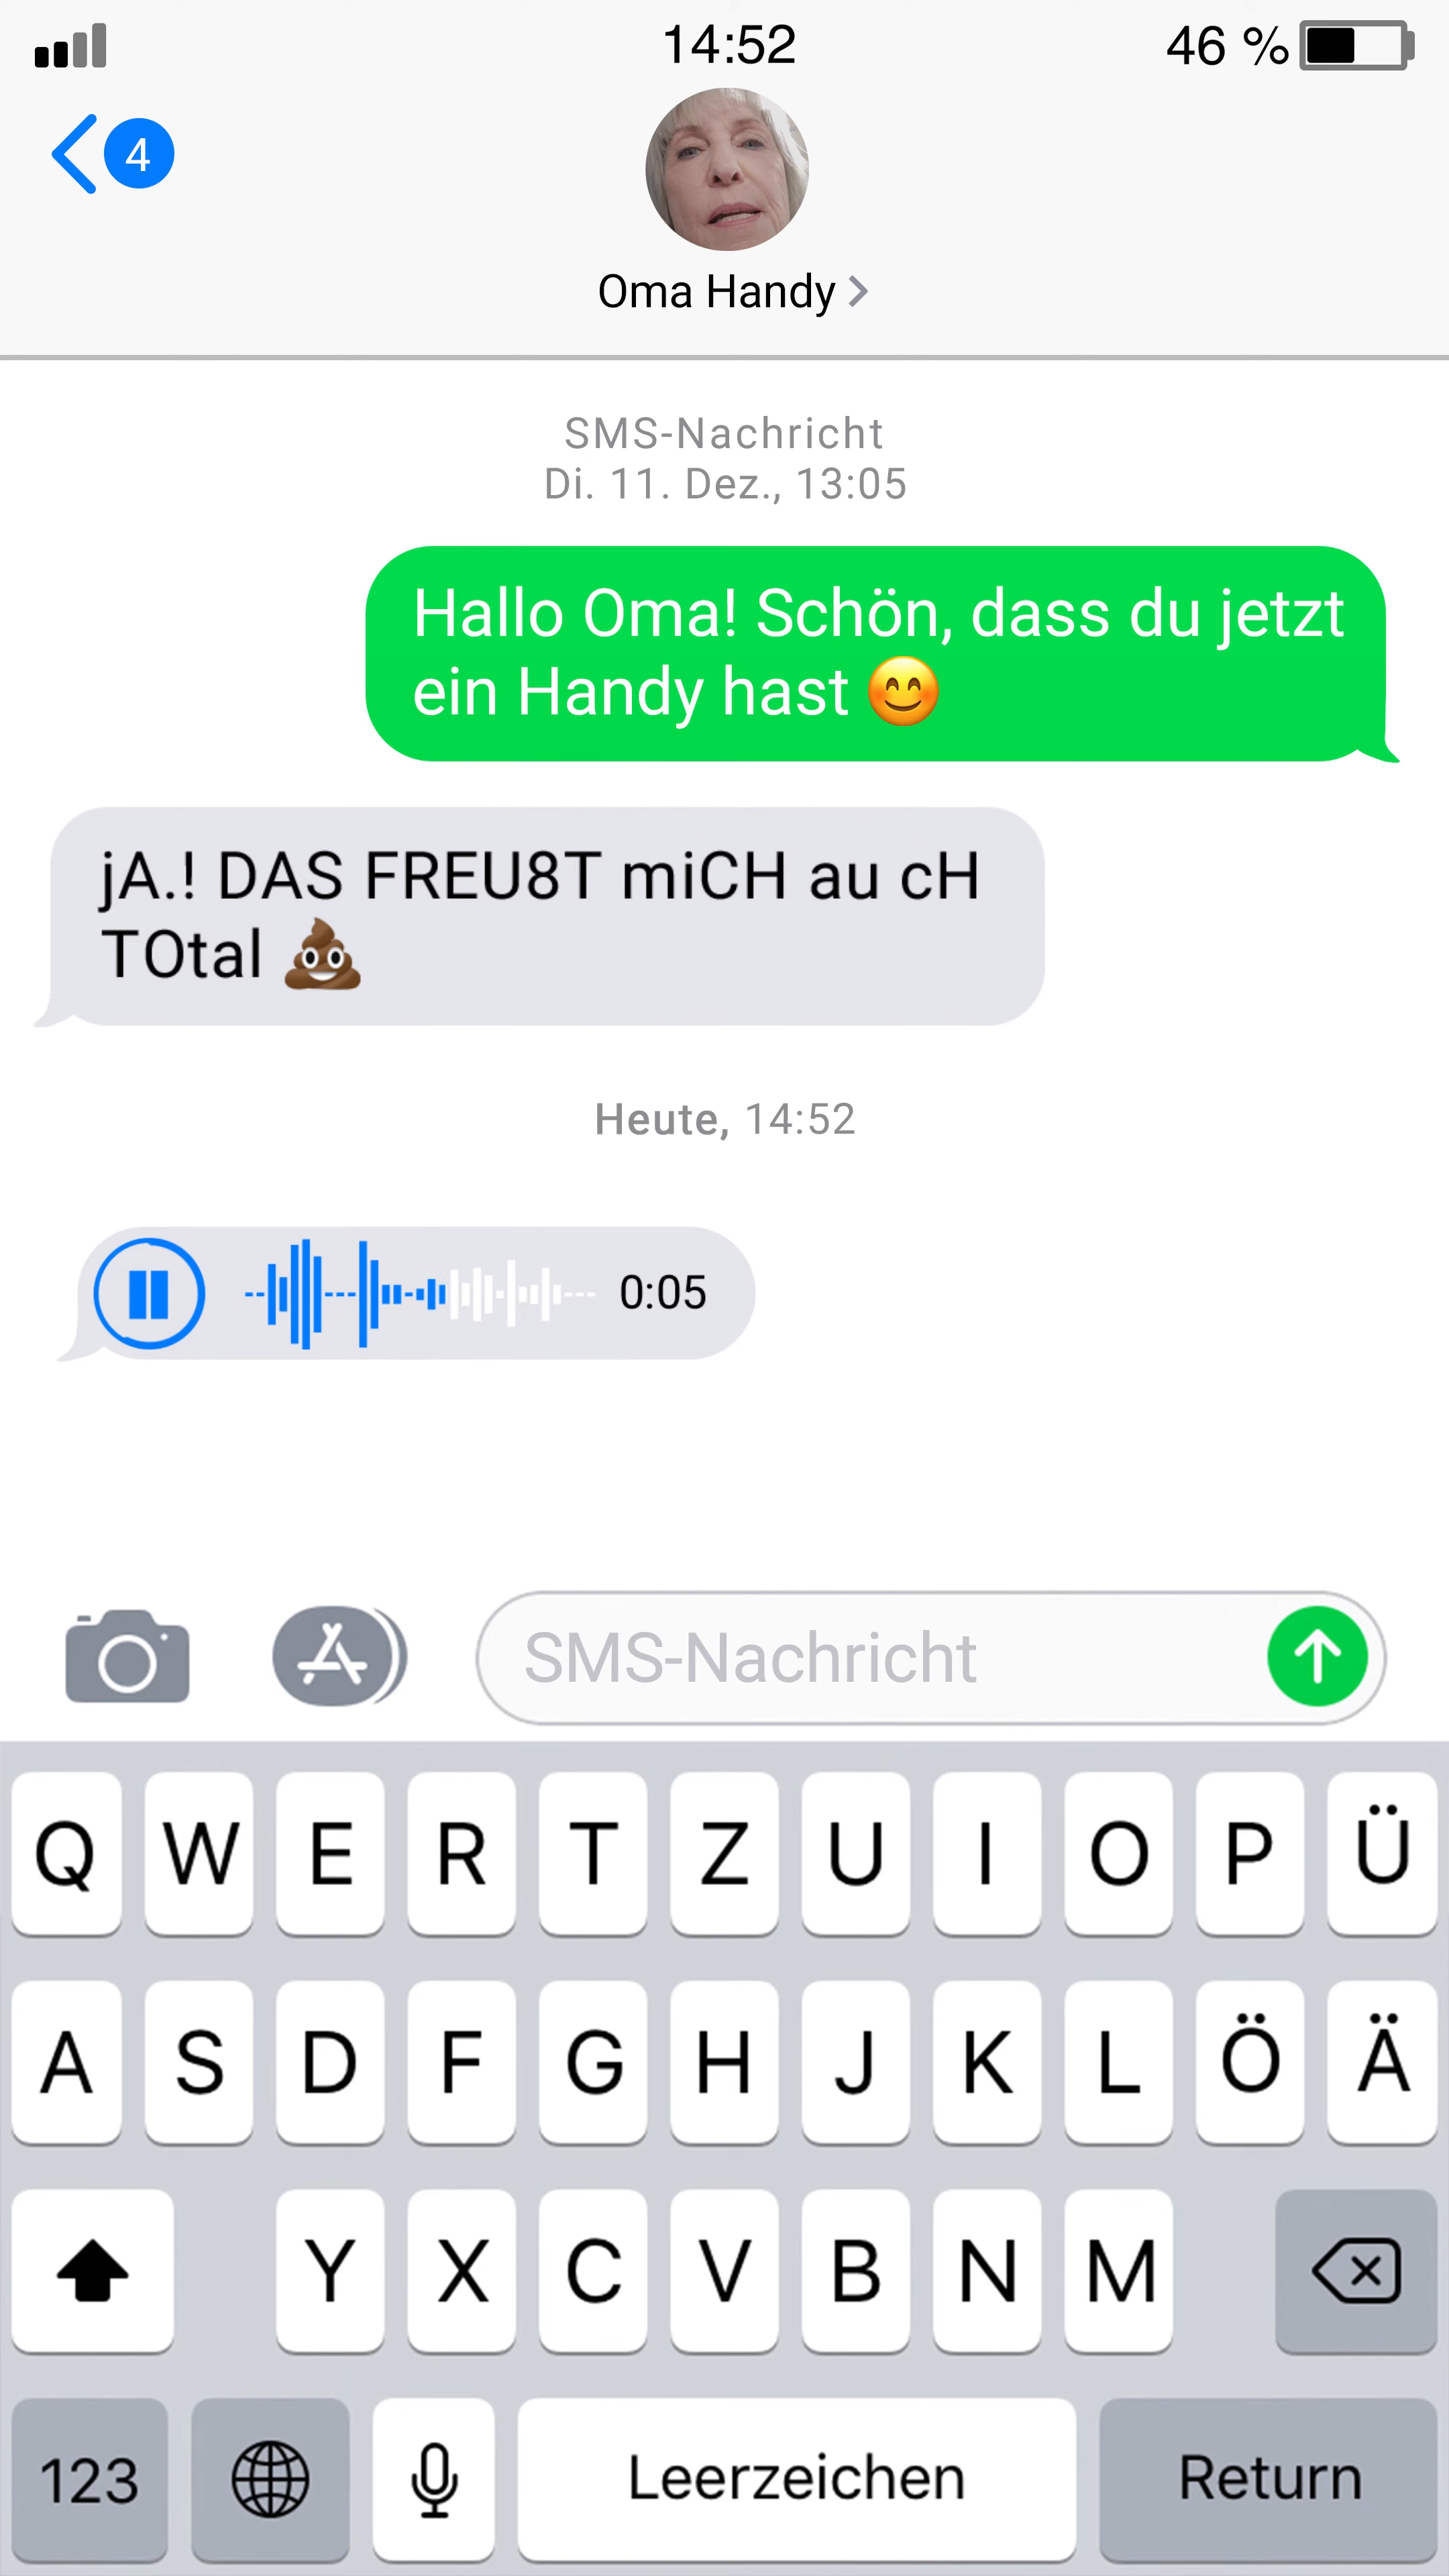 14:52
46 %
4
Oma Handy
SMS-Nachricht
Di. 11. Dez., 13:05
Hallo Oma! Schön, dass du jetzt
ein Handy hast 😊
jA.! DAS FREU8T miCH au cH
TOtal 💩
Heute, 14:52
0:05
SMS-Nachricht
Q W E R T Z U I O P Ü
A S D F G H J K L Ö Ä
Y X C V B N M
123 Leerzeichen Return